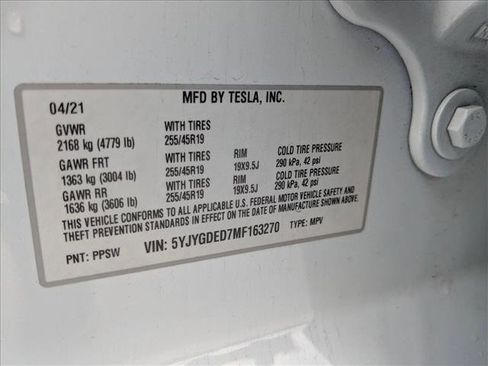 04/21 MFD BY TESLA, INC.
GVWR WITH TIRES
2168 kg (4779 lb) 255/45R19
GAWR FRT WITH TIRES RIM COLD TIRE PRESSURE
1363 kg (3004 lb) 255/45R19 19X9.5J 290 kPa, 42 psi
GAWR RR WITH TIRES RIM COLD TIRE PRESSURE
1636 kg (3606 lb) 255/45R19 19X9.5J 290 kPa, 42 psi
THIS VEHICLE CONFORMS TO ALL APPLICABLE U.S. FEDERAL MOTOR VEHICLE SAFETY AND
THEFT PREVENTION STANDARDS IN EFFECT ON THE DATE OF MANUFACTURE SHOWN ABOVE.
PNT: PPSW VIN: 5YJYGDED7MF163270 TYPE: MPV